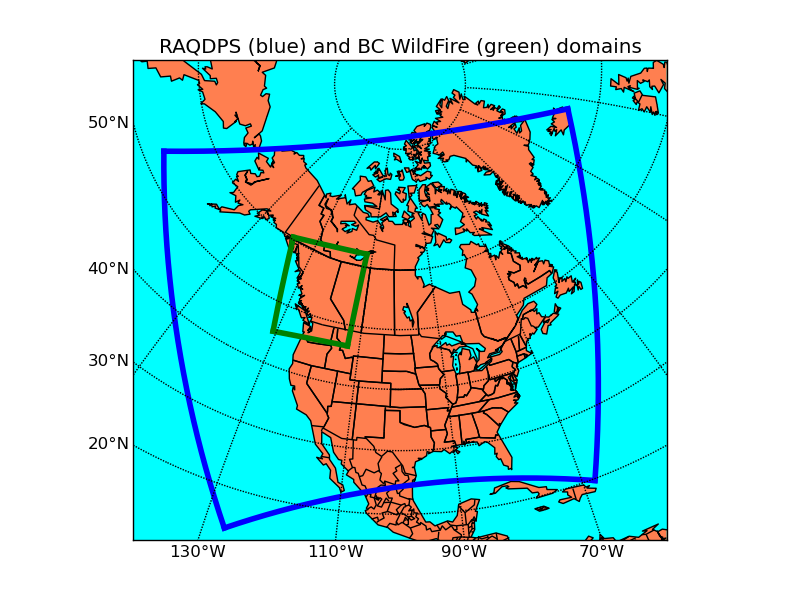 RAQDPS (blue) and BC WildFire (green) domains
50°N
40°N
30°N
20°N
130°W
110°W
90°W
70°W